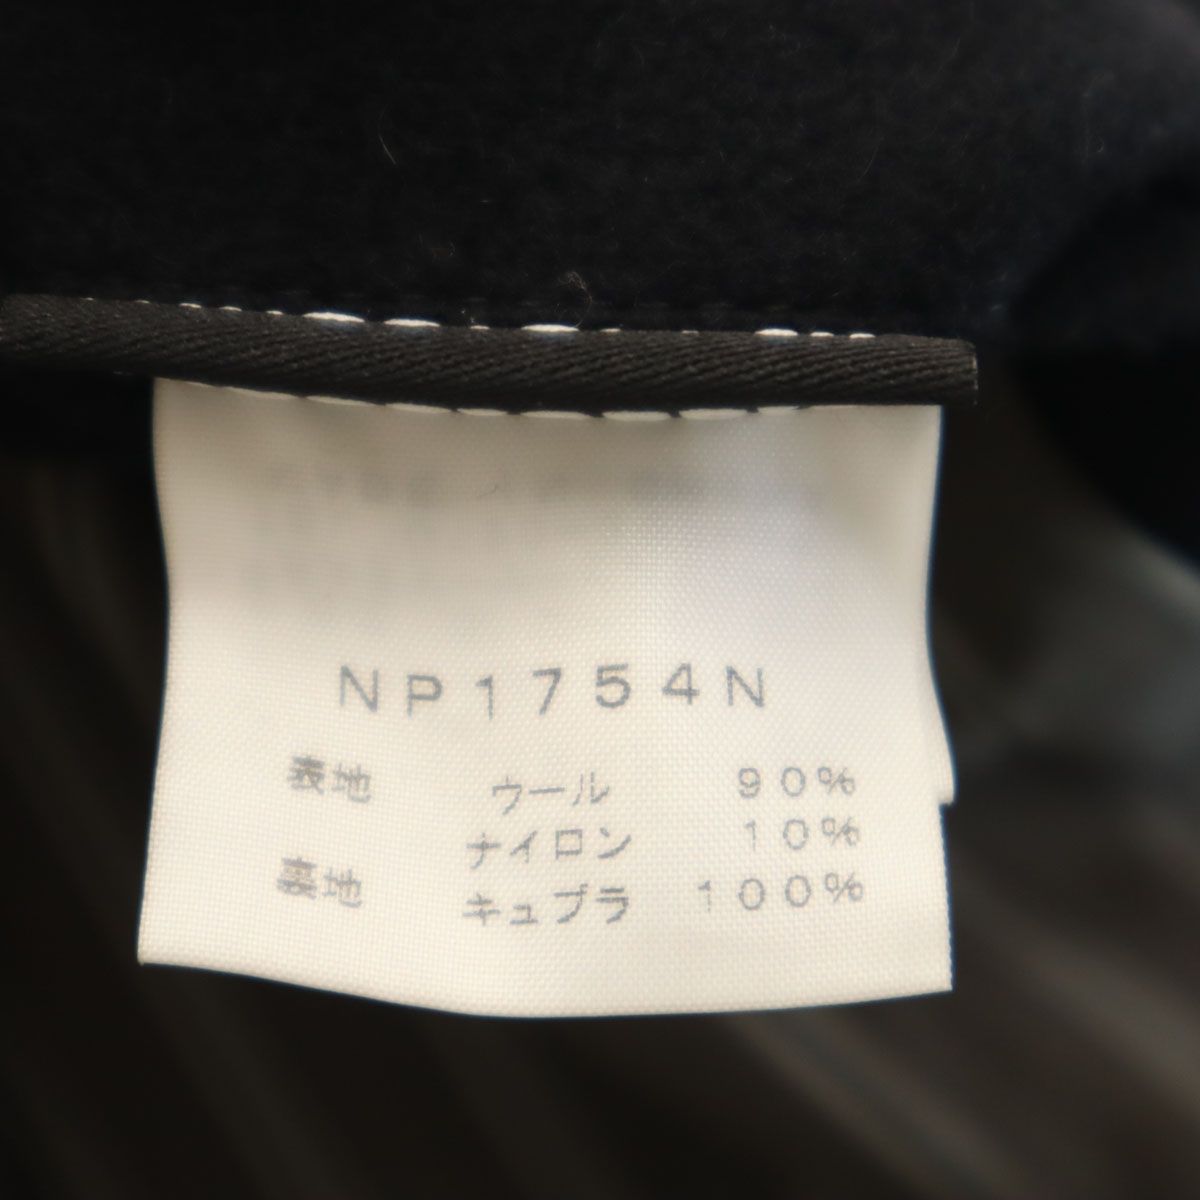 NP1754N
表地 ウール 90%
ナイロン 10%
裏地 キュプラ 100%